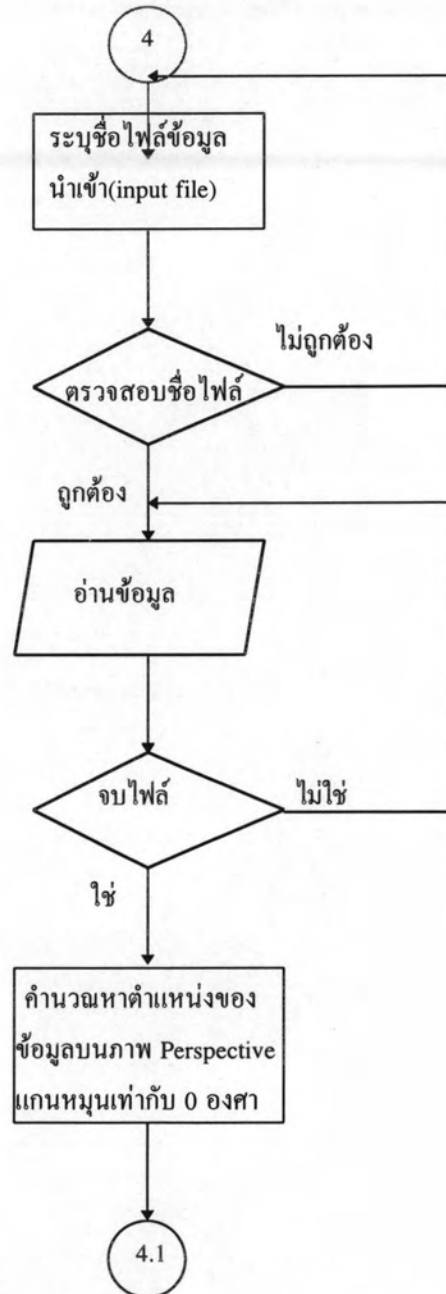 4
ระบุชื่อไฟล์ข้อมูล
นำเข้า(input file)
ไม่ถูกต้อง
ตรวจสอบชื่อไฟล์
ถูกต้อง
อ่านข้อมูล
จบไฟล์
ไม่ใช่
ใช่
คำนวณหาตำแหน่งของ
ข้อมูลบนภาพ Perspective
แกนหมุนเท่ากับ 0 องศา
4.1